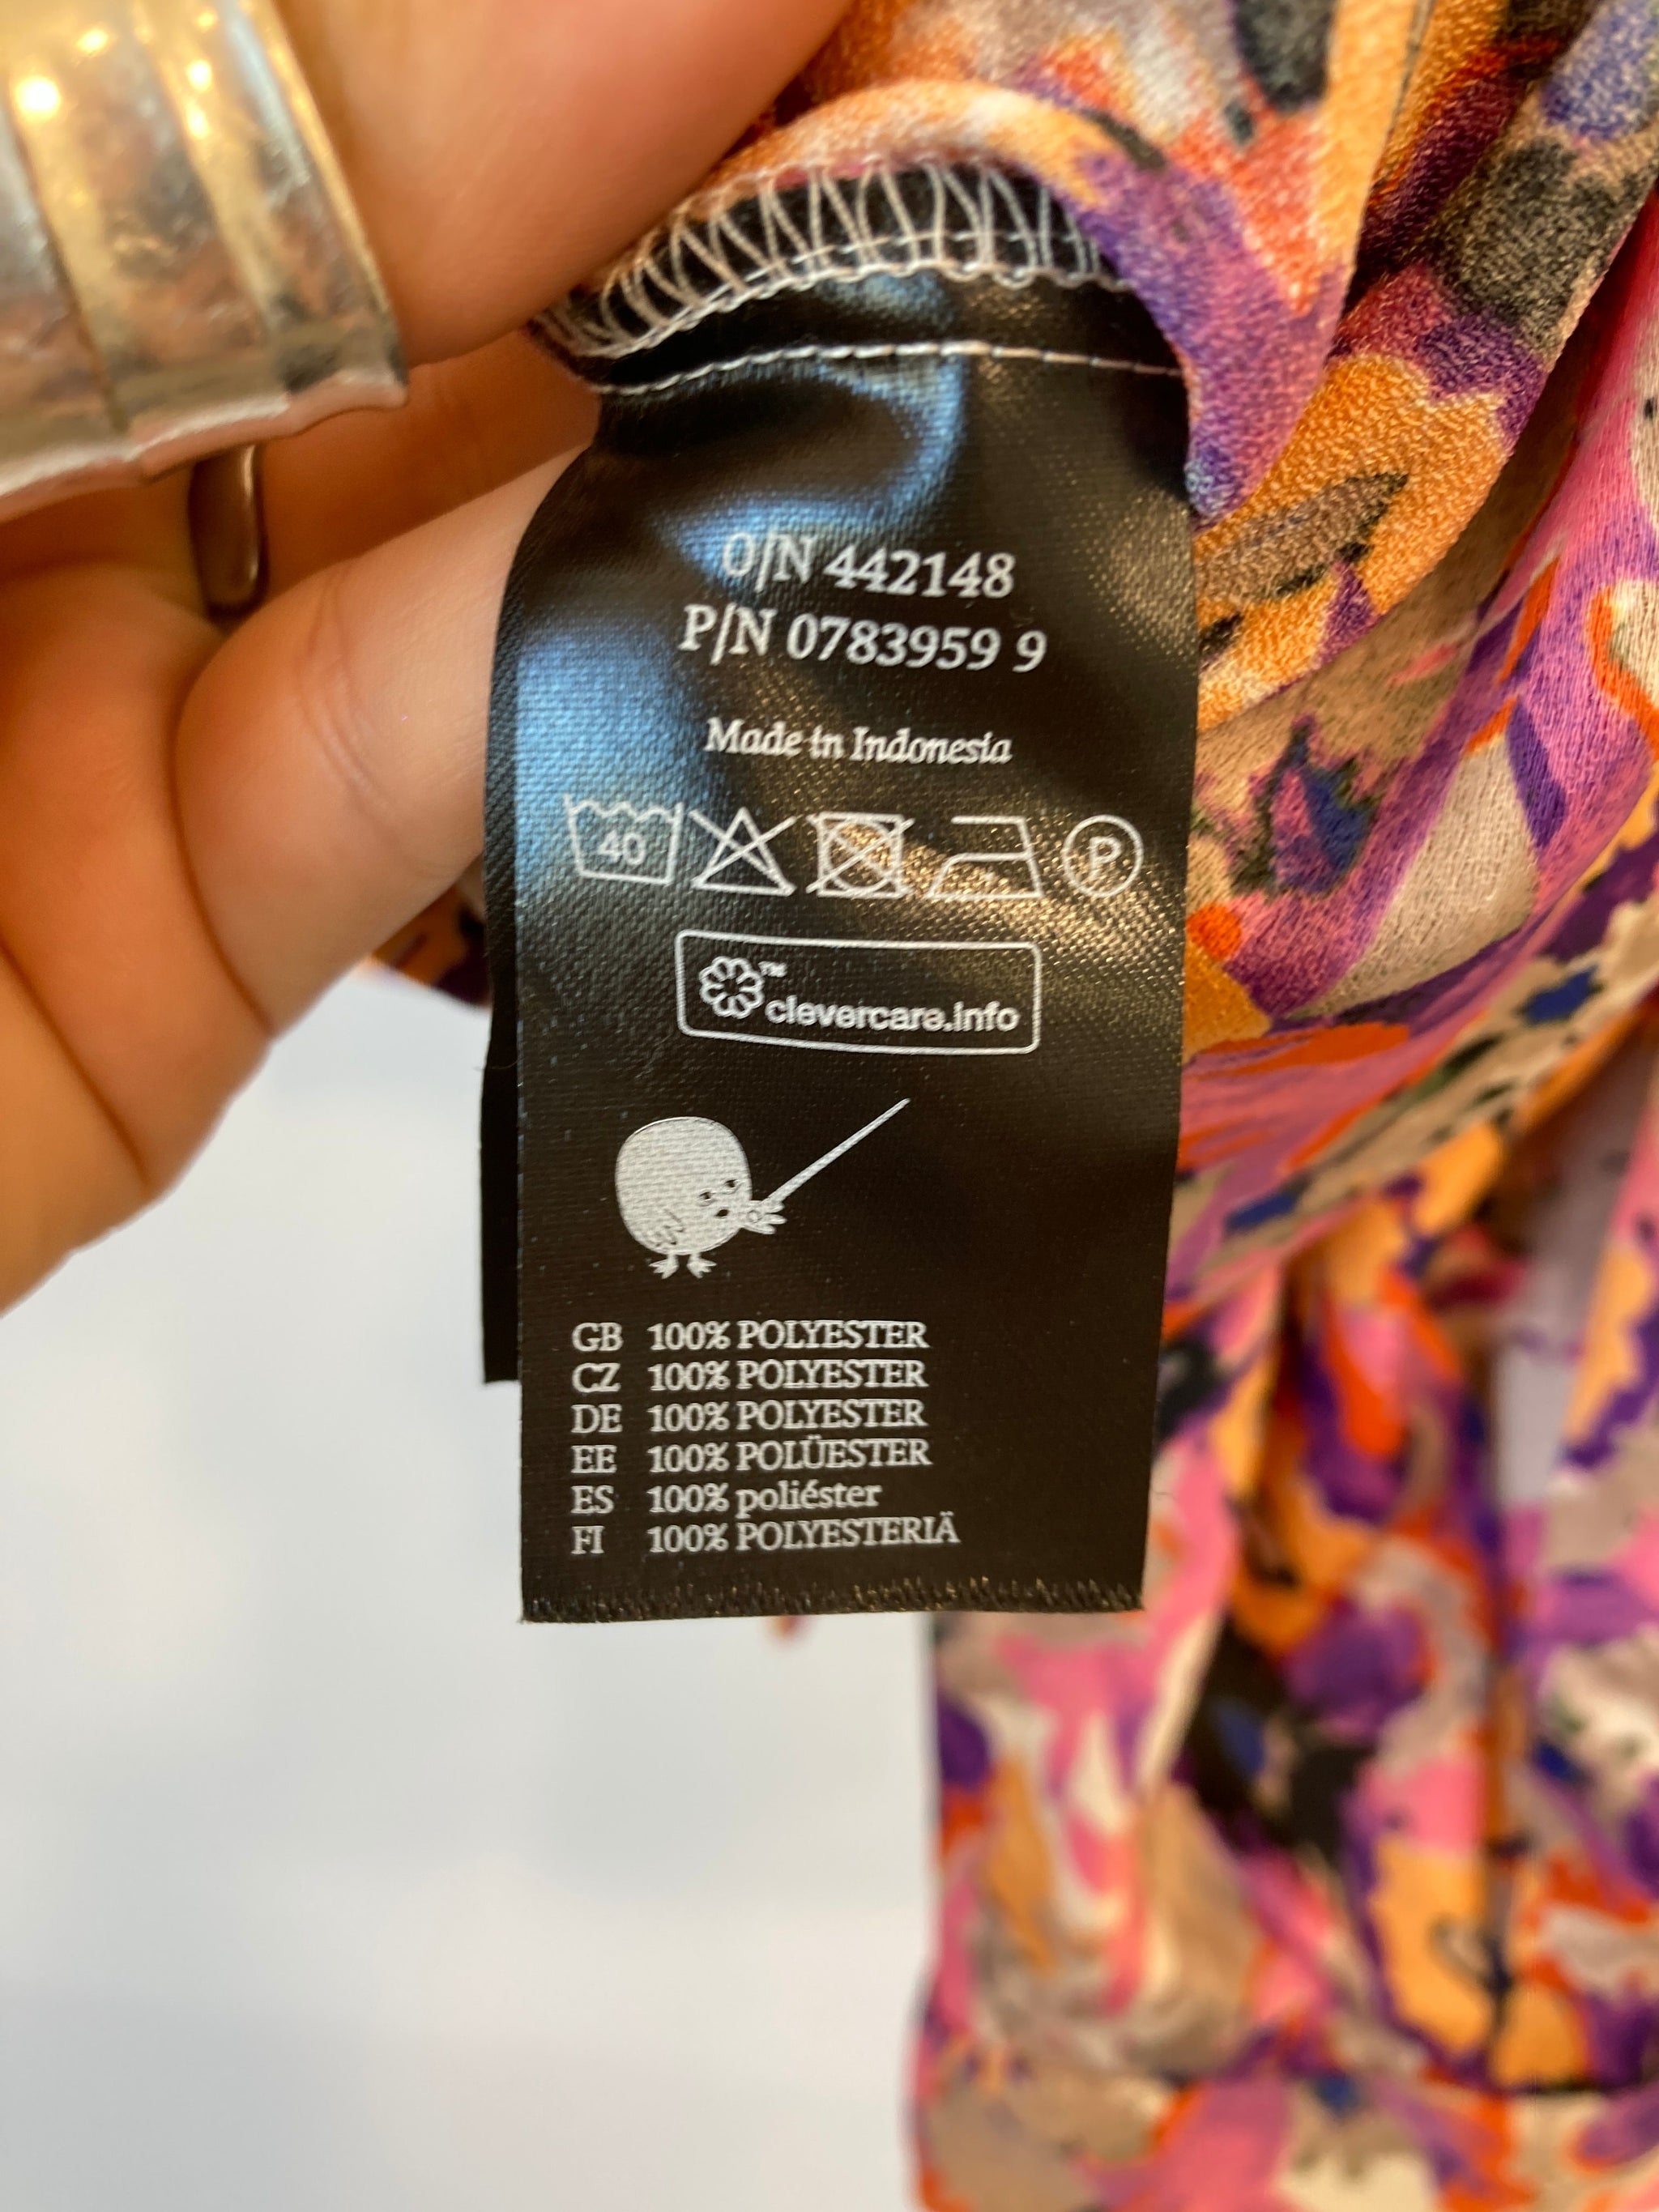 O/N 442148
P/N 0783959 9
Made in Indonesia
40 P
™
clevercare.info
GB 100% POLYESTER
CZ 100% POLYESTER
DE 100% POLYESTER
EE 100% POLÜESTER
ES 100% poliéster
FI 100% POLYESTERIÄ